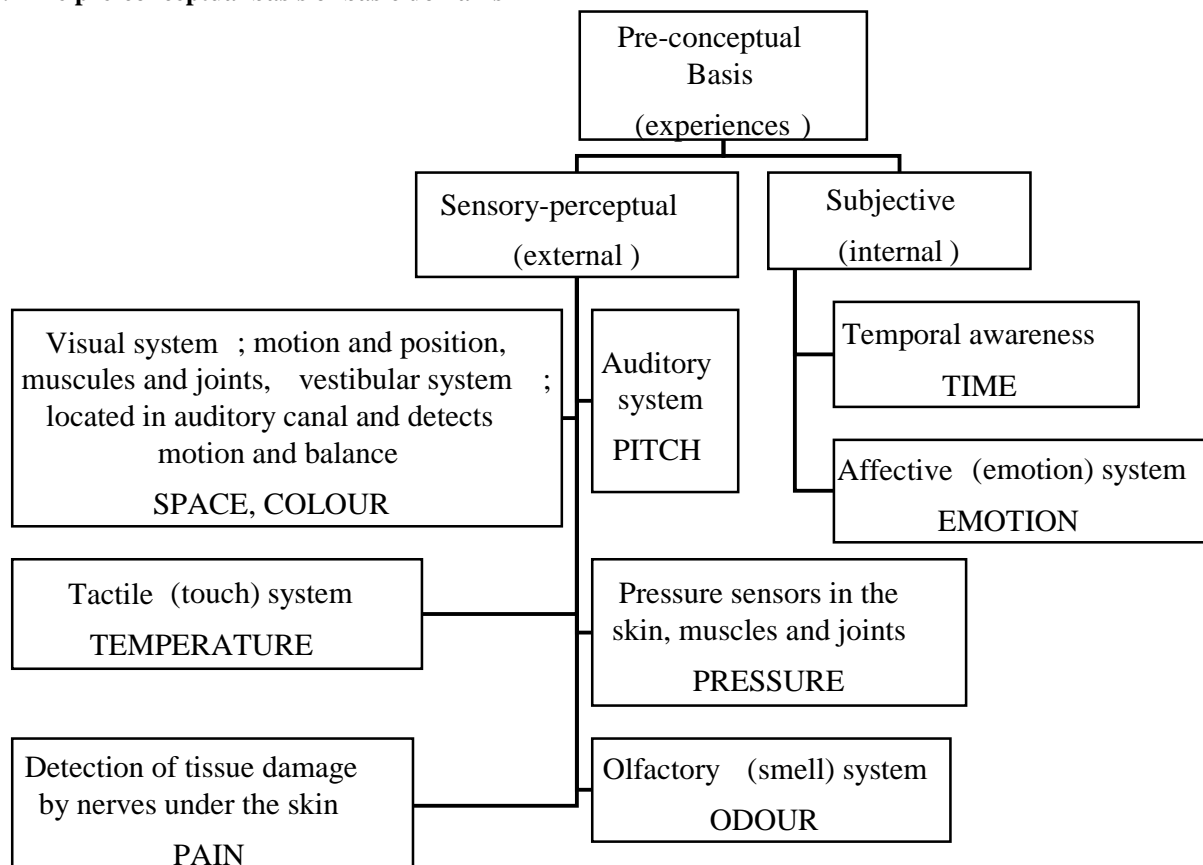 Pre-conceptual
Basis
(experiences )
Sensory-perceptual
(external )
Subjective
(internal )
Visual system ; motion and position,
muscules and joints, vestibular system ;
located in auditory canal and detects
motion and balance
SPACE, COLOUR
Auditory
system
PITCH
Temporal awareness
TIME
Affective (emotion) system
EMOTION
Tactile (touch) system
TEMPERATURE
Pressure sensors in the
skin, muscles and joints
PRESSURE
Detection of tissue damage
by nerves under the skin
PAIN
Olfactory (smell) system
ODOUR